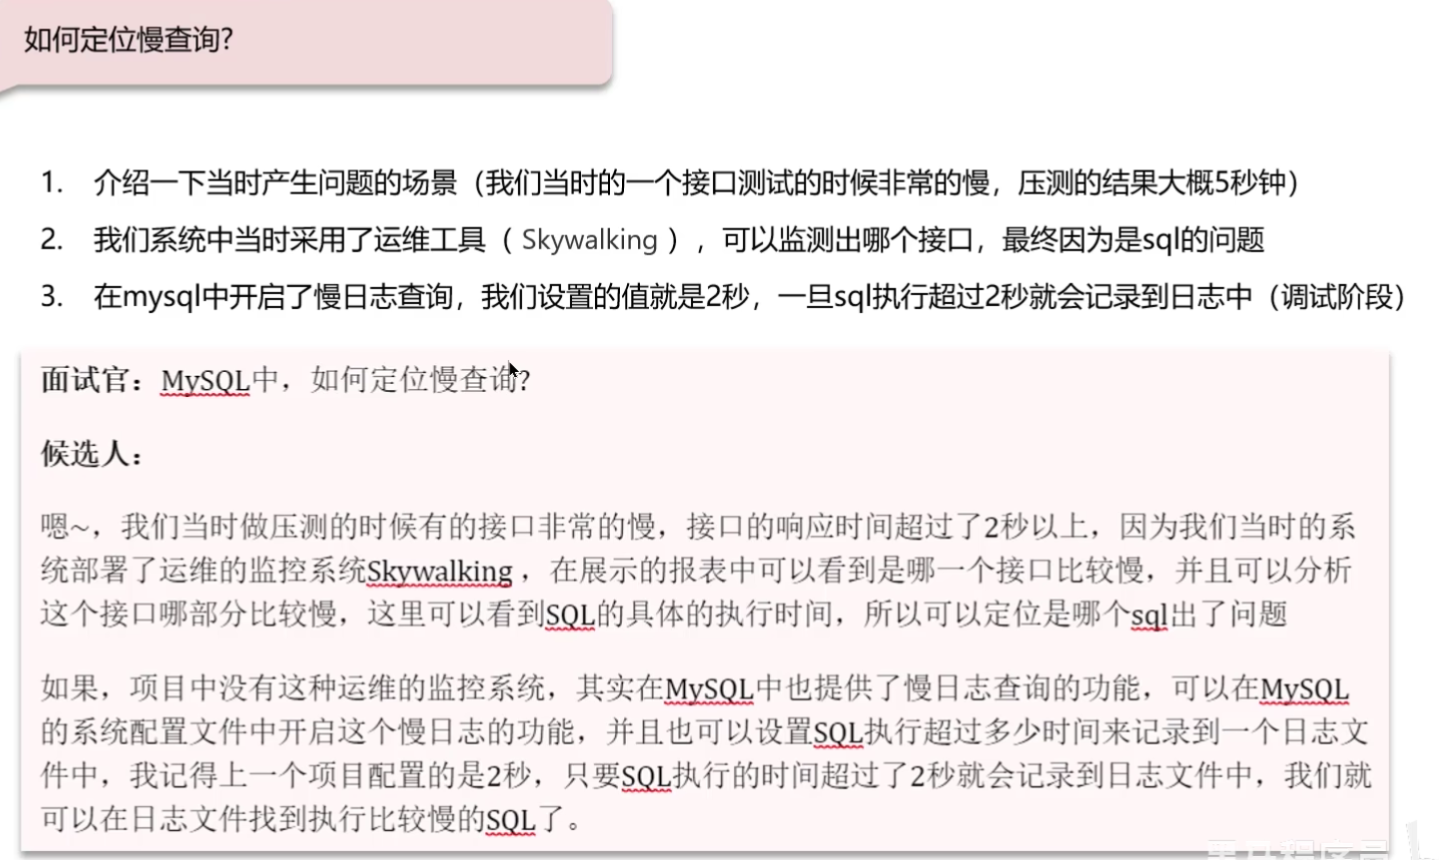 如何定位慢查询?
1. 介绍一下当时产生问题的场景（我们当时的一个接口测试的时候非常的慢，压测的结果大概5秒钟）
2. 我们系统中当时采用了运维工具（ Skywalking ），可以监测出哪个接口，最终因为是sql的问题
3. 在mysql中开启了慢日志查询，我们设置的值就是2秒，一旦sql执行超过2秒就会记录到日志中（调试阶段）
面试官：MySQL中，如何定位慢查询?
候选人：
嗯~，我们当时做压测的时候有的接口非常的慢，接口的响应时间超过了2秒以上，因为我们当时的系
统部署了运维的监控系统Skywalking ，在展示的报表中可以看到是哪一个接口比较慢，并且可以分析
这个接口哪部分比较慢，这里可以看到SQL的具体的执行时间，所以可以定位是哪个sql出了问题
如果，项目中没有这种运维的监控系统，其实在MySQL中也提供了慢日志查询的功能，可以在MySQL
的系统配置文件中开启这个慢日志的功能，并且也可以设置SQL执行超过多少时间来记录到一个日志文
件中，我记得上一个项目配置的是2秒，只要SQL执行的时间超过了2秒就会记录到日志文件中，我们就
可以在日志文件找到执行比较慢的SQL了。